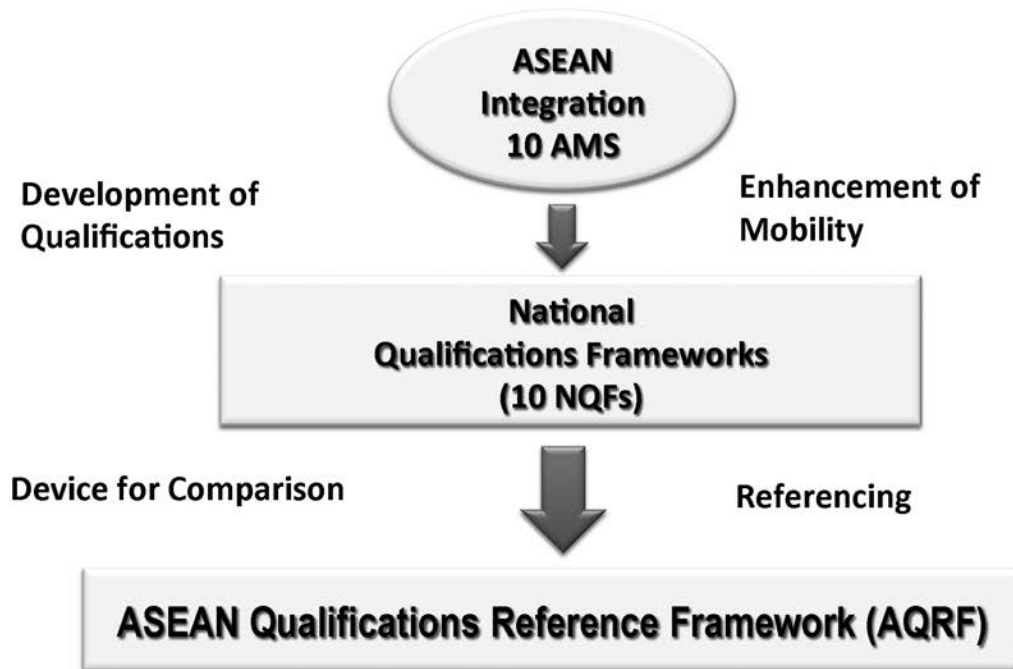 ASEAN
Integration
10 AMS
Development of
Qualifications
Enhancement of
Mobility
National
Qualifications Frameworks
(10 NQFs)
Device for Comparison
Referencing
ASEAN Qualifications Reference Framework (AQRF)